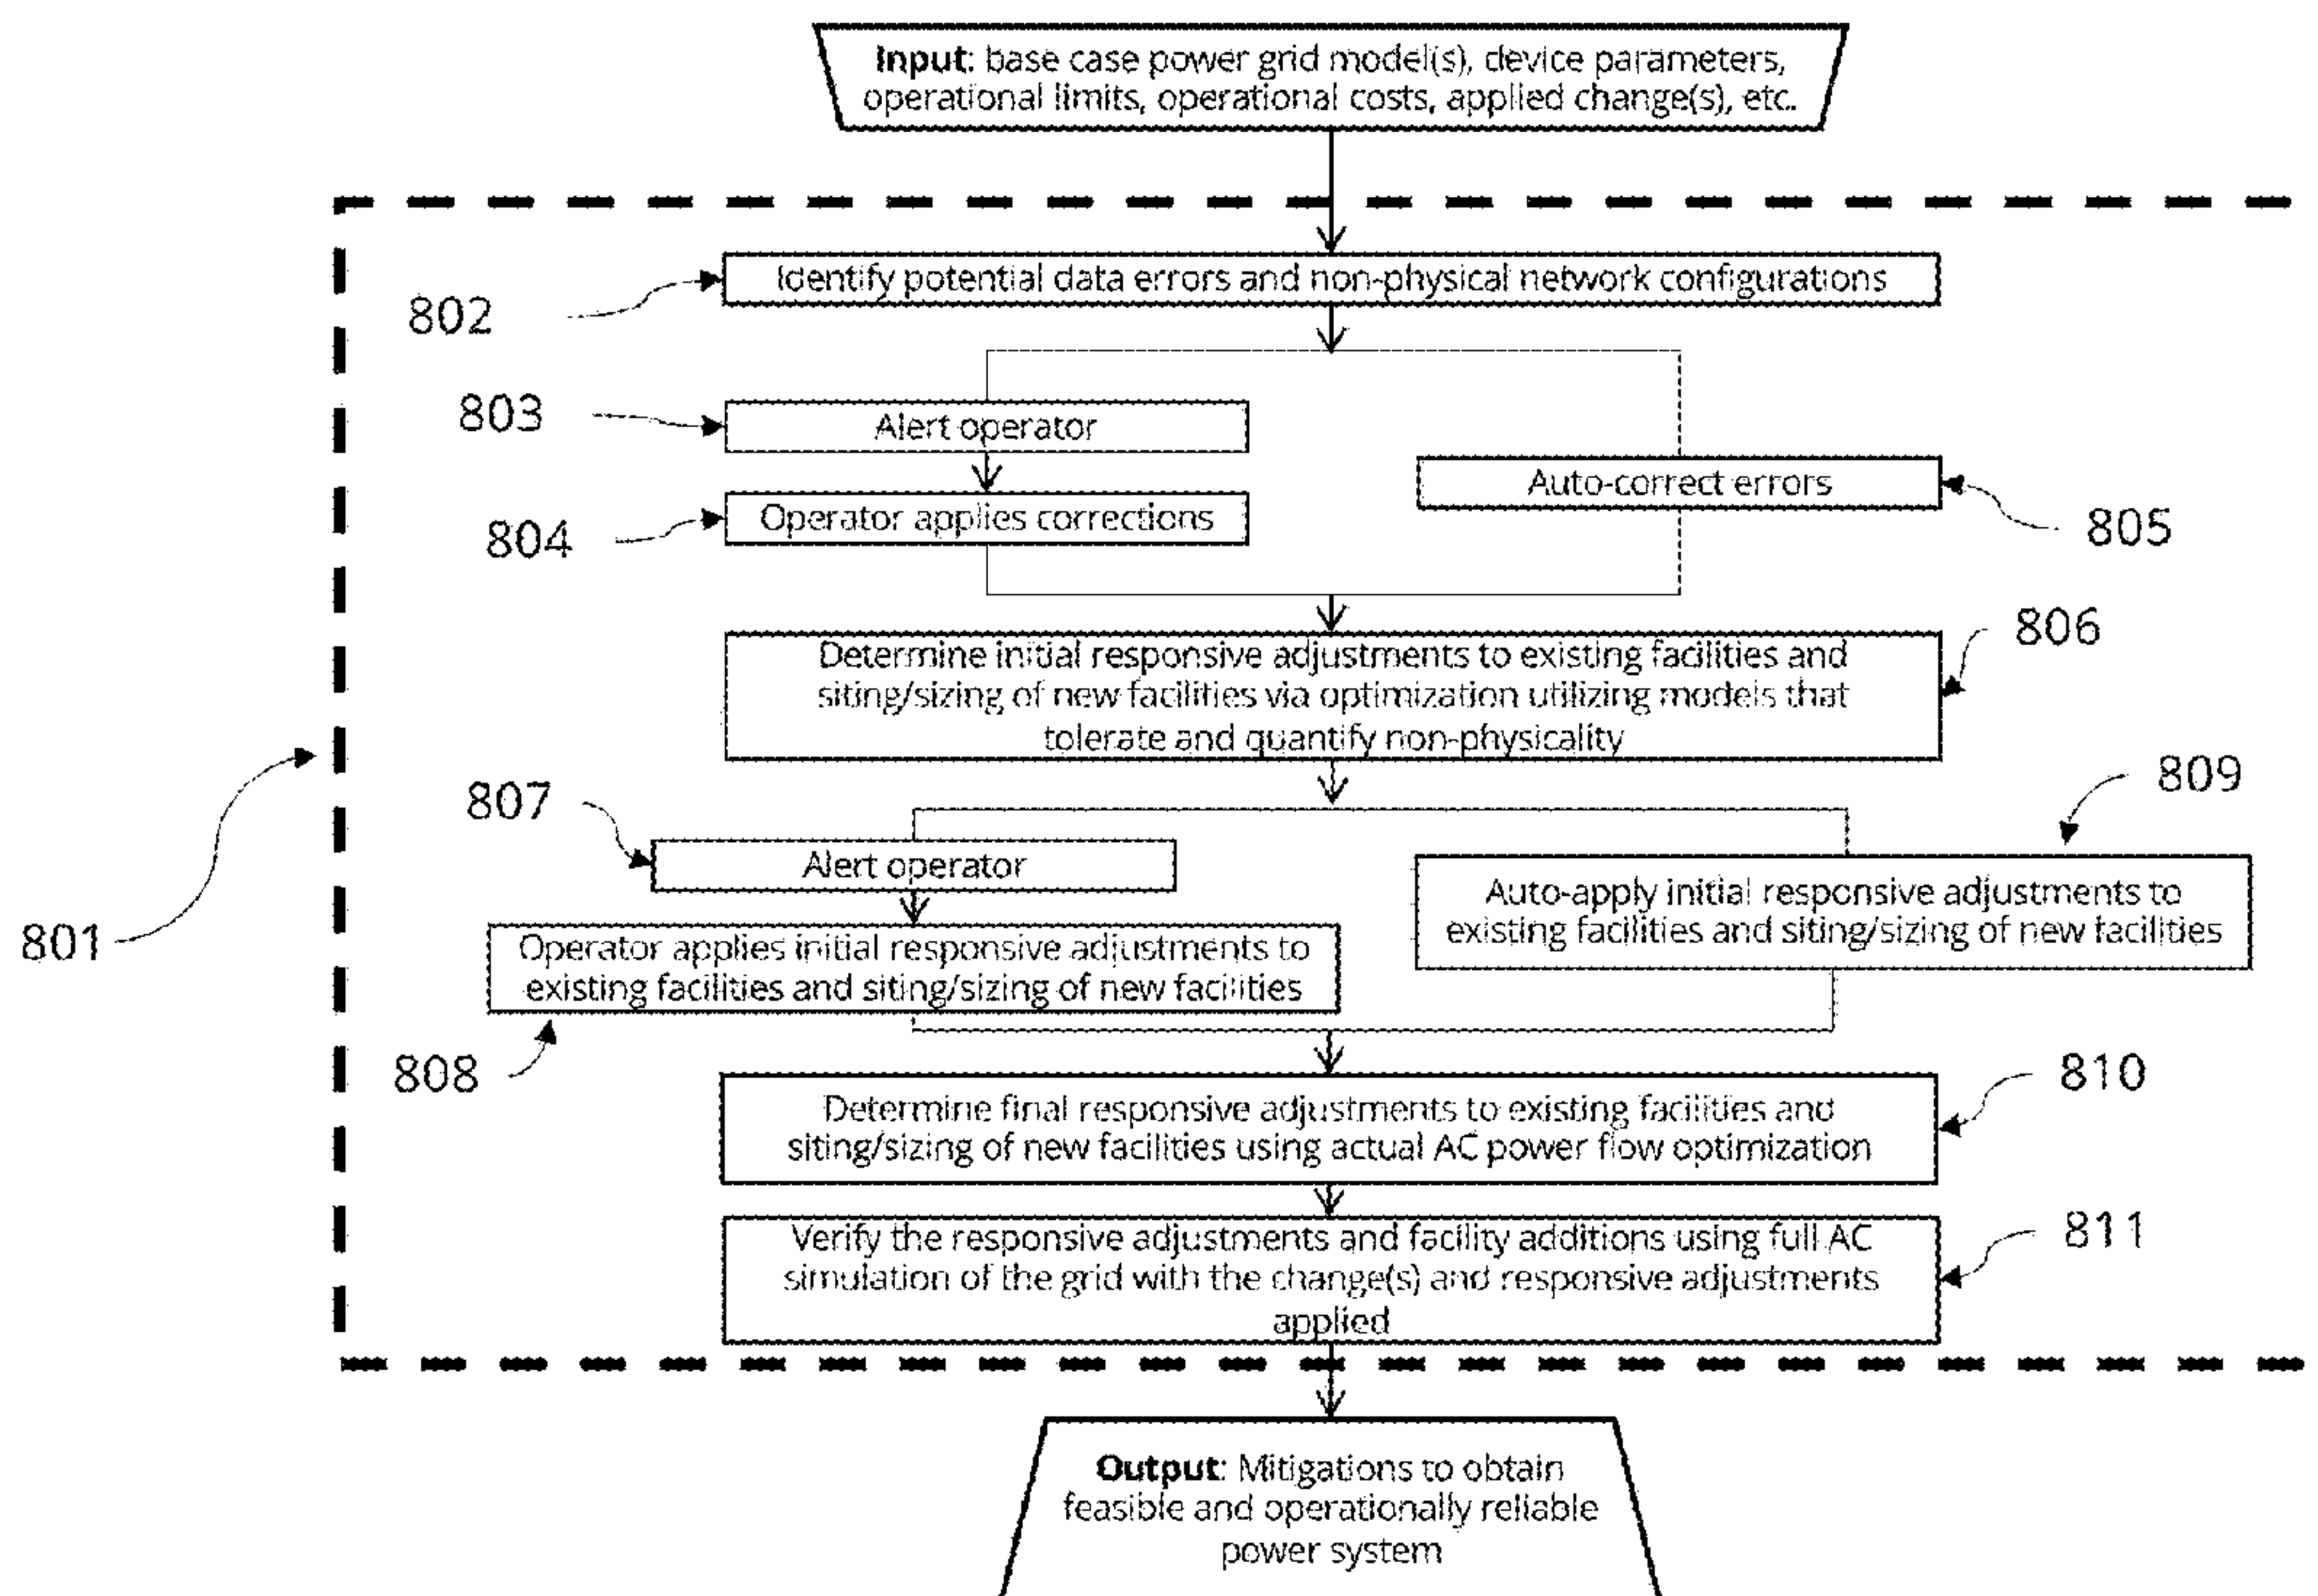 Input: base case power grid model(s), device parameters,
operational limits, operational costs, applied change(s), etc.
Identify potential data errors and non-physical network configurations
802
803
Alert operator
Auto-correct errors
804
Operator applies corrections
805
806
Determine initial responsive adjustments to existing facilities and
siting/sizing of new facilities via optimization utilizing models that
tolerate and quantify non-physicality
809
807
Alert operator
Auto-apply initial responsive adjustments to
existing facilities and siting/sizing of new facilities
801
Operator applies initial responsive adjustments to
existing facilities and siting/sizing of new facilities
808
810
Determine final responsive adjustments to existing facilities and
siting/sizing of new facilities using actual AC power flow optimization
811
Verify the responsive adjustments and facility additions using full AC
simulation of the grid with the change(s) and responsive adjustments
applied
Output: Mitigations to obtain
feasible and operationally reliable
power system